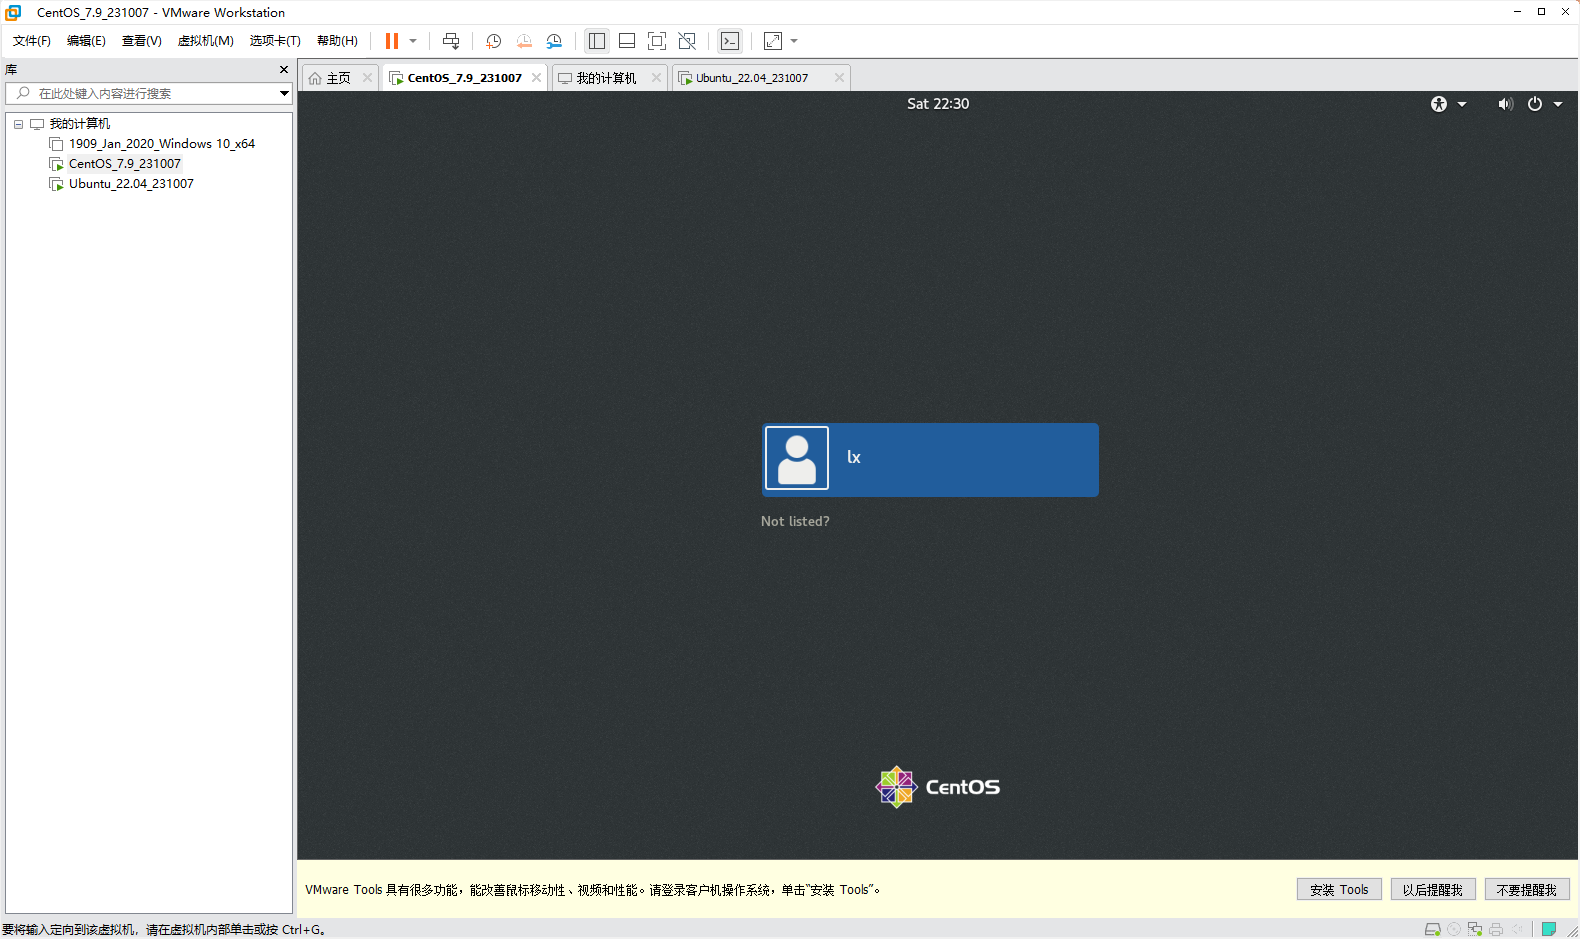 CentOS_7.9_231007 - VMware Workstation
文件(F) 编辑(E) 查看(V) 虚拟机(M) 选项卡(T) 帮助(H)
库
在此处键入内容进行搜索
我的计算机
1909_Jan_2020_Windows 10_x64
CentOS_7.9_231007
Ubuntu_22.04_231007
主页 CentOS_7.9_231007 我的计算机 Ubuntu_22.04_231007
Sat 22:30
lx
Not listed?
CentOS
VMware Tools 具有很多功能，能改善鼠标移动性、视频和性能。请登录客户机操作系统，单击“安装 Tools”。
安装 Tools 以后提醒我 不要提醒我
要将输入定向到该虚拟机，请在虚拟机内部单击或按 Ctrl+G。